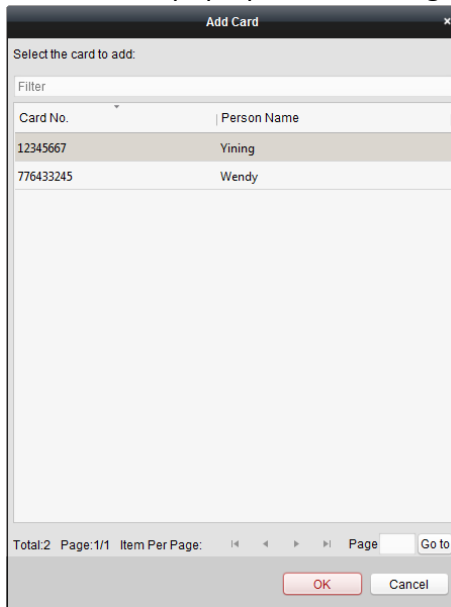 Add Card ×
Select the card to add:
Filter
Card No. Person Name
12345667 Yining
776433245 Wendy
Total:2 Page:1/1 Item Per Page: Page Go to
OK Cancel